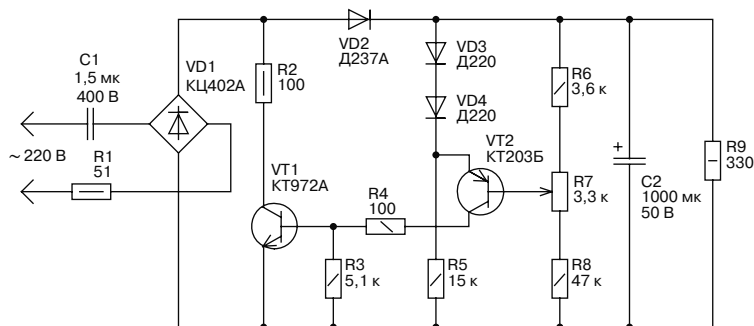 C1
1,5 мк
400 В
VD1
КЦ402А
~ 220 В
R1
51
R2
100
VD2
Д237А
VD3
Д220
VD4
Д220
VT1
КТ972А
R4
100
VT2
КТ203Б
R3
5,1 к
R5
15 к
R6
3,6 к
R7
3,3 к
R8
47 к
+
C2
1000 мк
50 В
R9
330